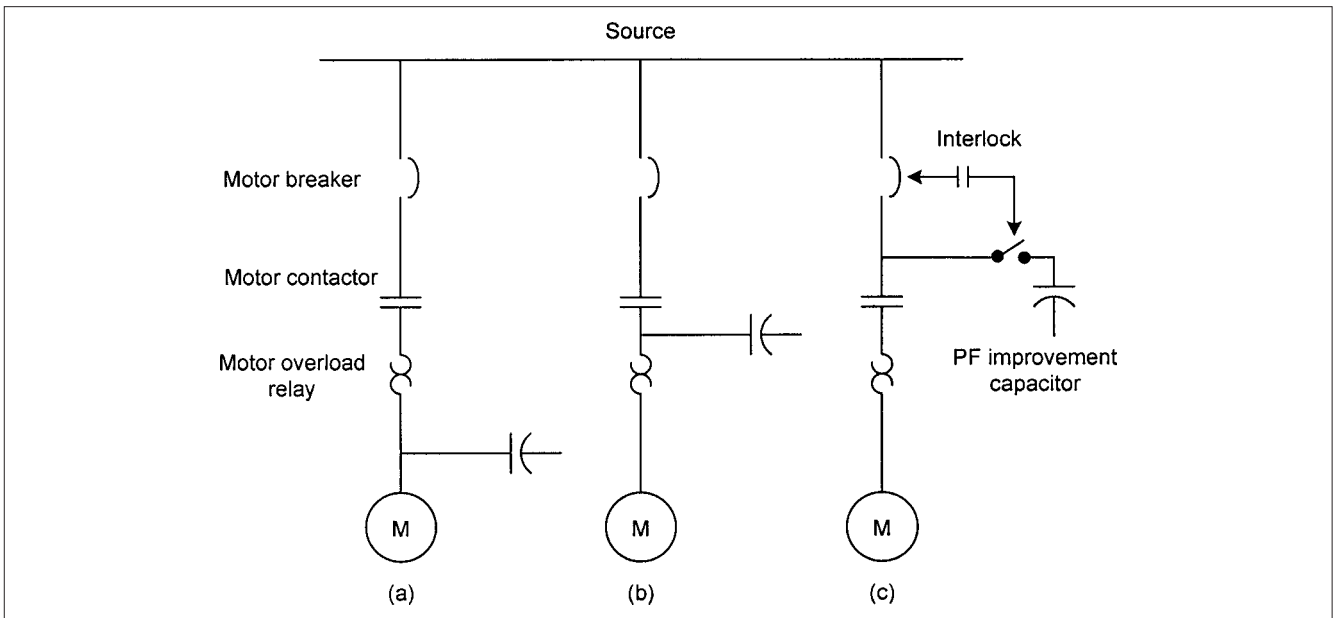 Source
Interlock
Motor breaker
Motor contactor
Motor overload
relay
PF improvement
capacitor
M
M
M
(a)
(b)
(c)